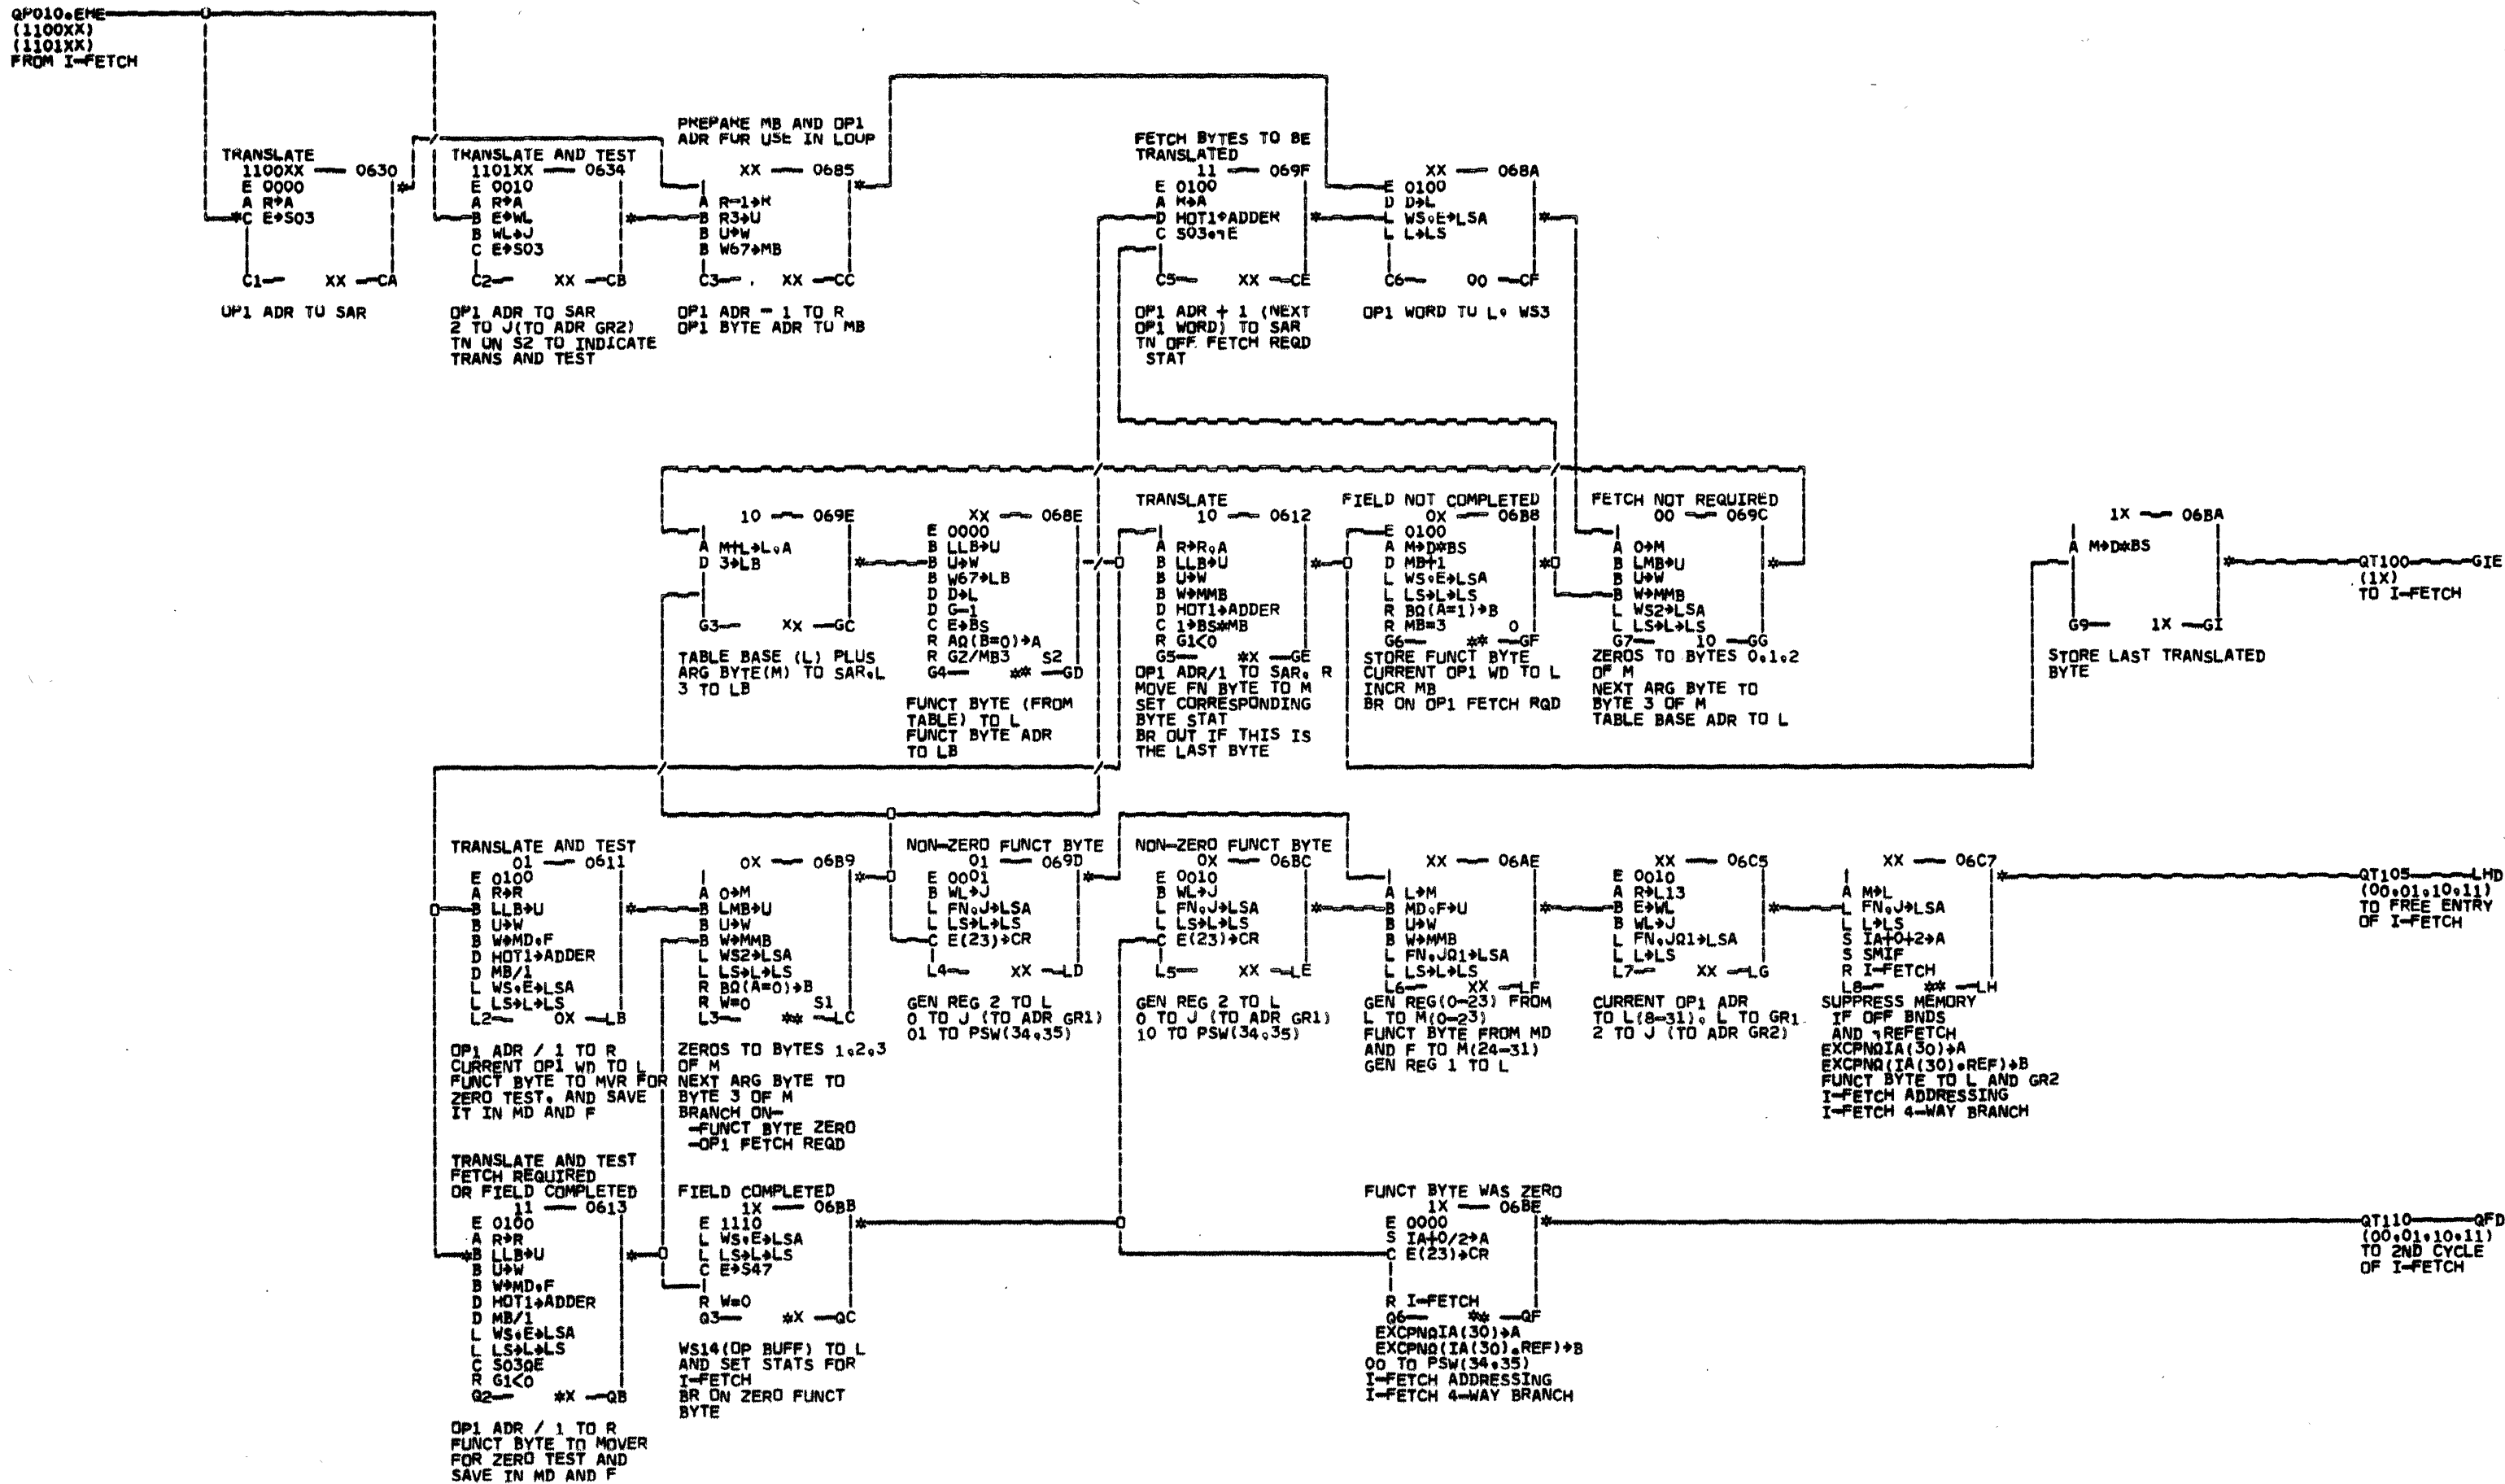 QP010.EME
(1100XX)
(1101XX)
FROM I-FETCH
TRANSLATE
1100XX — 0630
E 0000
A R→A
*C E→S03
*
C1— XX —CA
OP1 ADR TO SAR
TRANSLATE AND TEST
1101XX — 0634
E 0010
A R→A
B E→WL
B WL→J
C E→S03
*
C2— XX —CB
OP1 ADR TO SAR
2 TO J(TO ADR GR2)
TN ON S2 TO INDICATE
TRANS AND TEST
PREPARE MB AND OP1
ADR FUR USE IN LOUP
XX — 0685
A R-1→R
B R3→U
B U→W
B W67→MB
*
C3— . XX —CC
OP1 ADR - 1 TO R
OP1 BYTE ADR TO MB
FETCH BYTES TO BE
TRANSLATED
11 — 069F
E 0100
A R→A
D HOT1→ADDER
C S03.¬E
*
C5— XX —CE
OP1 ADR + 1 (NEXT
OP1 WORD) TO SAR
TN OFF FETCH REQD
STAT
XX — 068A
E 0100
D D→L
L WS.E→LSA
L L→LS
*
C6— 00 —CF
OP1 WORD TO L, WS3
10 — 069E
A M+L→L,A
D 3→LB
*
G3— XX —GC
TABLE BASE (L) PLUS
ARG BYTE(M) TO SAR,L
3 TO LB
XX — 068E
E 0000
B LLB→U
B U→W
B W67→LB
D D→L
D G-1
C E→BS
R AΩ(B=0)→A
R G2/MB3 S2
G4— ** —GD
FUNCT BYTE (FROM
TABLE) TO L
FUNCT BYTE ADR
TO LB
TRANSLATE
10 — 0612
A R→R,A
B LLB→U
B U→W
B W→MMB
D HOT1→ADDER
C 1→BS*MB
R G1<0
*
G5— *X —GE
OP1 ADR/1 TO SAR, R
MOVE FN BYTE TO M
SET CORRESPONDING
BYTE STAT
BR OUT IF THIS IS
THE LAST BYTE
FIELD NOT COMPLETED
0X — 06B8
E 0100
A M→D*BS
D MB+1
L WS.E→LSA
L LS→L→LS
R BΩ(A=1)→B
R MB=3 0
*
G6— ** —GF
STORE FUNCT BYTE
CURRENT OP1 WD TO L
INCR MB
BR ON OP1 FETCH RQD
FETCH NOT REQUIRED
00 — 069C
A 0→M
B LMB→U
B U→W
B W→MMB
L WS2→LSA
L LS→L→LS
*
G7— 10 —GG
ZEROS TO BYTES 0,1,2
OF M
NEXT ARG BYTE TO
BYTE 3 OF M
TABLE BASE ADR TO L
1X — 06BA
A M→D*BS
*
G9— 1X —GI
STORE LAST TRANSLATED
BYTE
QT100—GIE
(1X)
TO I-FETCH
TRANSLATE AND TEST
01 — 0611
E 0100
A R→R
B LLB→U
B U→W
B W→MD.F
D HOT1→ADDER
D MB/1
L WS.E→LSA
L LS→L→LS
*
L2— 0X —LB
OP1 ADR / 1 TO R
CURRENT OP1 WD TO L
FUNCT BYTE TO MVR FOR
ZERO TEST, AND SAVE
IT IN MD AND F
0X — 06B9
A 0→M
B LMB→U
B U→W
B W→MMB
L WS2→LSA
L LS→L→LS
R BΩ(A=0)→B
R W=0 S1
*
L3— ** —LC
ZEROS TO BYTES 1,2,3
OF M
NEXT ARG BYTE TO
BYTE 3 OF M
BRANCH ON-
-FUNCT BYTE ZERO
-OP1 FETCH REQD
NON-ZERO FUNCT BYTE
01 — 069D
E 0001
B WL→J
L FN.J→LSA
L LS→L→LS
C E(23)→CR
*
L4— XX —LD
GEN REG 2 TO L
0 TO J (TO ADR GR1)
01 TO PSW(34,35)
NON-ZERO FUNCT BYTE
0X — 06BC
E 0010
B WL→J
L FN.J→LSA
L LS→L→LS
C E(23)→CR
*
L5— XX —LE
GEN REG 2 TO L
0 TO J (TO ADR GR1)
10 TO PSW(34,35)
XX — 06AE
A L→M
B MD.F→U
B U→W
B W→MMB
L FN.JΩ1→LSA
L LS→L→LS
*
L6— XX —LF
GEN REG(0-23) FROM
L TO M(0-23)
FUNCT BYTE FROM MD
AND F TO M(24-31)
GEN REG 1 TO L
XX — 06C5
E 0010
A R→L13
B E→WL
B WL→J
L FN.JΩ1→LSA
L L→LS
*
L7— XX —LG
CURRENT OP1 ADR
TO L(8-31), L TO GR1
2 TO J (TO ADR GR2)
XX — 06C7
A M→L
L FN.J→LSA
L L→LS
S IA+0+2→A
S SMIF
R I-FETCH
*
L8— ** —LH
SUPPRESS MEMORY
IF OFF BNDS
AND ¬REFETCH
EXCPNΩIA(30)→A
EXCPNΩ(IA(30).REF)→B
FUNCT BYTE TO L AND GR2
I-FETCH ADDRESSING
I-FETCH 4-WAY BRANCH
QT105—LHD
(00,01,10,11)
TO FREE ENTRY
OF I-FETCH
TRANSLATE AND TEST
FETCH REQUIRED
OR FIELD COMPLETED
11 — 0613
E 0100
A R→R
*B LLB→U
B U→W
B W→MD.F
D HOT1→ADDER
D MB/1
L WS.E→LSA
L LS→L→LS
C S03ΩE
R G1<0
*
Q2— *X —QB
OP1 ADR / 1 TO R
FUNCT BYTE TO MOVER
FOR ZERO TEST AND
SAVE IN MD AND F
FIELD COMPLETED
1X — 06BB
E 1110
L WS.E→LSA
L LS→L→LS
C E→S47
R W=0
*
Q3— *X —QC
WS14(OP BUFF) TO L
AND SET STATS FOR
I-FETCH
BR ON ZERO FUNCT
BYTE
FUNCT BYTE WAS ZERO
1X — 06BE
E 0000
S IA+0/2→A
C E(23)→CR
R I-FETCH
*
Q6— ** —QF
EXCPNΩIA(30)→A
EXCPNΩ(IA(30).REF)→B
00 TO PSW(34,35)
I-FETCH ADDRESSING
I-FETCH 4-WAY BRANCH
QT110—QFD
(00,01,10,11)
TO 2ND CYCLE
OF I-FETCH